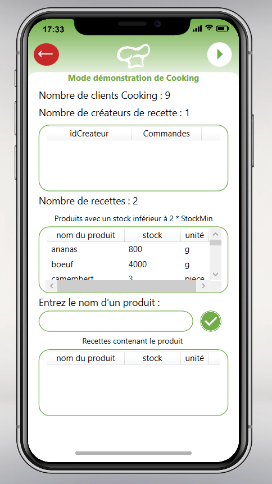 17:33
Mode démonstration de Cooking
Nombre de clients Cooking : 9
Nombre de créateurs de recette : 1
idCreateur Commandes
Nombre de recettes : 2
Produits avec un stock inférieur à 2 * StockMin
nom du produit stock unité
ananas 800 g
boeuf 4000 g
camembert 3 piece
Entrez le nom d'un produit :
Recettes contenant le produit
nom du produit stock unité